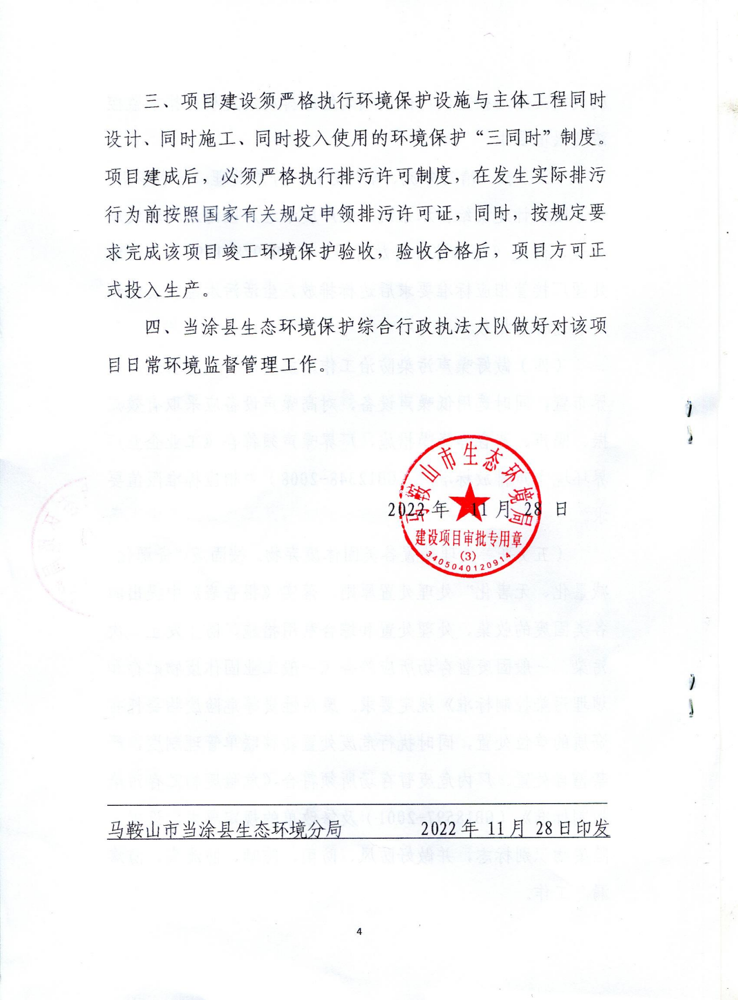 三、项目建设须严格执行环境保护设施与主体工程同时
设计、同时施工、同时投入使用的环境保护“三同时”制度。
项目建成后，必须严格执行排污许可制度，在发生实际排污
行为前按照国家有关规定申领排污许可证，同时，按规定要
求完成该项目竣工环境保护验收，验收合格后，项目方可正
式投入生产。
四、当涂县生态环境保护综合行政执法大队做好对该项
目日常环境监督管理工作。
马鞍山市生态环境局
2022年 11月 28 日
建设项目审批专用章
(3)
3405040120914
马鞍山市当涂县生态环境分局 2022年 11月 28日印发
4